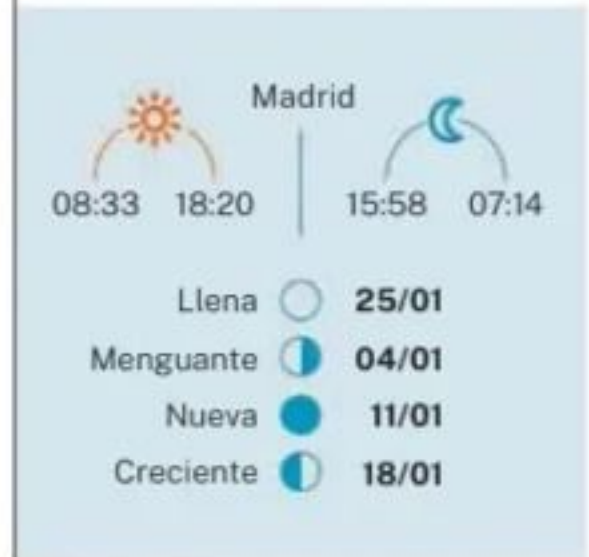 Madrid
08:33 18:20 15:58 07:14
Llena 25/01
Menguante 04/01
Nueva 11/01
Creciente 18/01